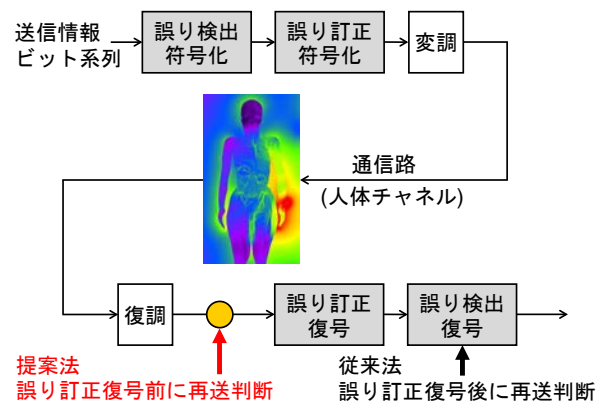 送信情報
ビット系列
誤り検出
符号化
誤り訂正
符号化
変調
通信路
(人体チャネル)
復調
誤り訂正
復号
誤り検出
復号
提案法
誤り訂正復号前に再送判断
従来法
誤り訂正復号後に再送判断